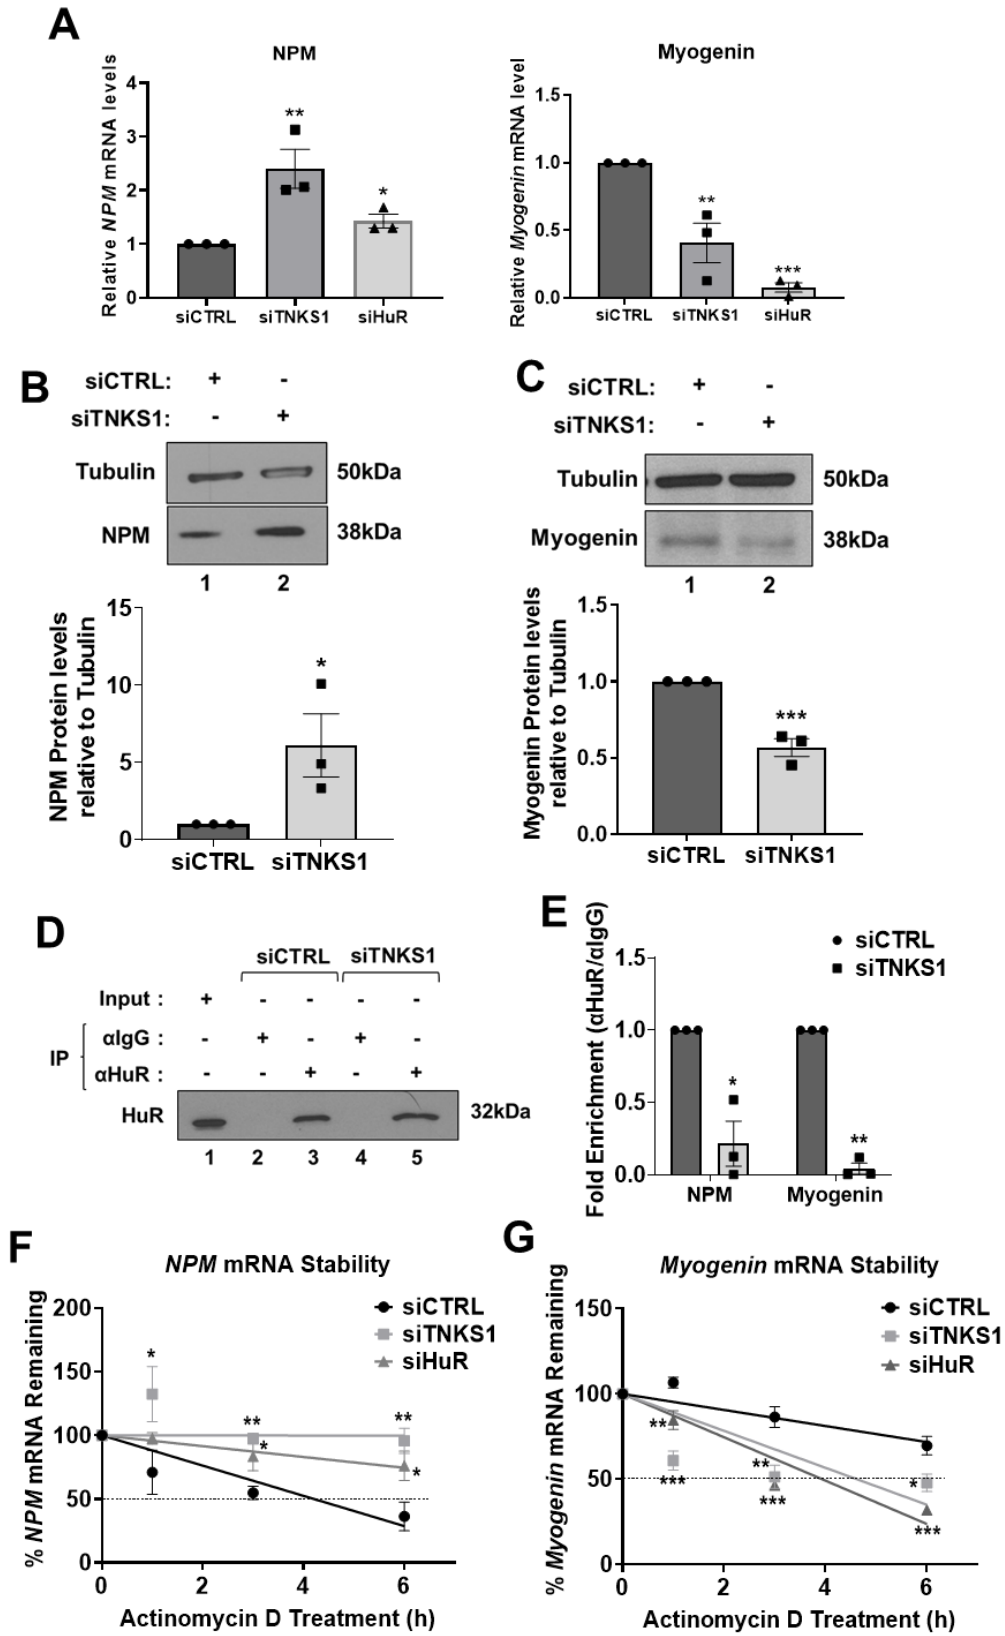 A
NPM
Relative NPM mRNA levels
4
3
2
1
0
**
*
siCTRL siTNKS1 siHuR
Myogenin
Relative Myogenin mRNA level
1.5
1.0
0.5
0.0
**
***
siCTRL siTNKS1 siHuR
B
siCTRL: + -
siTNKS1: - +
Tubulin 50kDa
NPM 38kDa
1 2
NPM Protein levels
relative to Tubulin
15
10
5
0
*
siCTRL siTNKS1
C
siCTRL: + -
siTNKS1: - +
Tubulin 50kDa
Myogenin 38kDa
1 2
Myogenin Protein levels
relative to Tubulin
1.5
1.0
0.5
0.0
***
siCTRL siTNKS1
D
siCTRL siTNKS1
Input : + - - - -
IP
αIgG : - + - + -
αHuR : - - + - +
HuR 32kDa
1 2 3 4 5
E
Fold Enrichment (αHuR/αIgG)
siCTRL
siTNKS1
1.5
1.0
0.5
0.0
*
**
NPM Myogenin
F
NPM mRNA Stability
% NPM mRNA Remaining
siCTRL
siTNKS1
siHuR
200
150
100
50
0
*
**
*
**
*
0 2 4 6
Actinomycin D Treatment (h)
G
Myogenin mRNA Stability
% Myogenin mRNA Remaining
siCTRL
siTNKS1
siHuR
150
100
50
0
**
***
**
***
*
***
0 2 4 6
Actinomycin D Treatment (h)